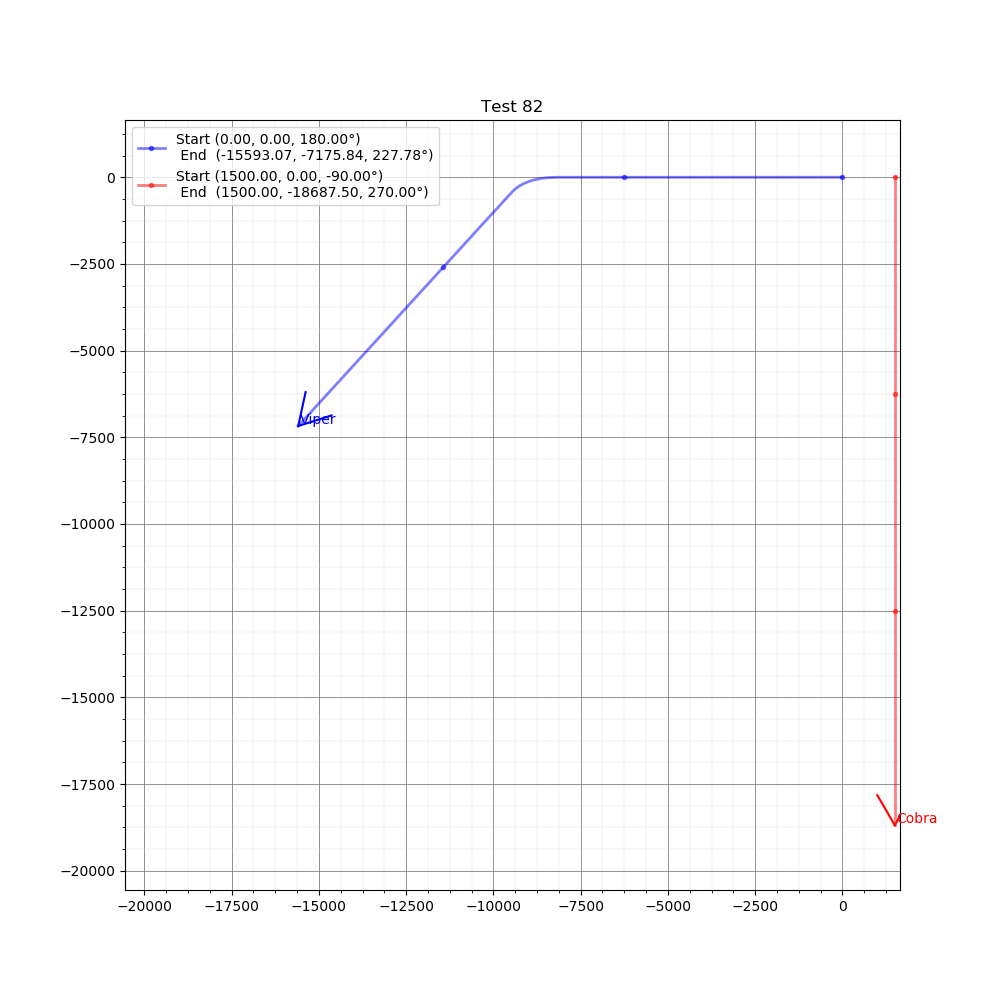 Test 82
Start (0.00, 0.00, 180.00°)
End  (-15593.07, -7175.84, 227.78°)
Start (1500.00, 0.00, -90.00°)
End  (1500.00, -18687.50, 270.00°)
0
−2500
−5000
−7500
−10000
−12500
−15000
−17500
−20000
Viper
Cobra
−20000 −17500 −15000 −12500 −10000 −7500 −5000 −2500 0